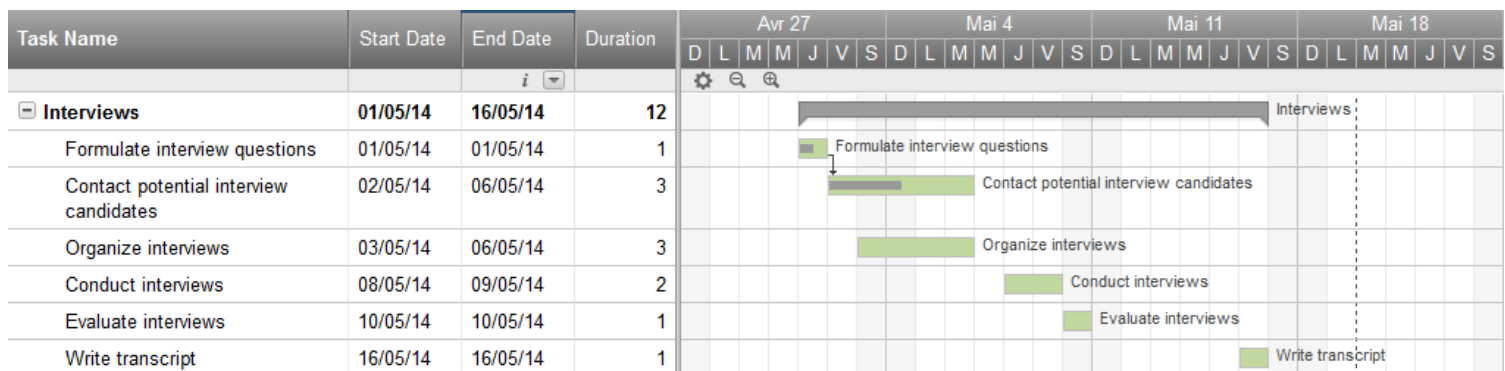 Task Name Start Date End Date Duration Avr 27 Mai 4 Mai 11 Mai 18
D L M M J V S D L M M J V S D L M M J V S D L M M J V S
i
Interviews 01/05/14 16/05/14 12 Interviews
Formulate interview questions 01/05/14 01/05/14 1 Formulate interview questions
Contact potential interview
candidates 02/05/14 06/05/14 3 Contact potential interview candidates
Organize interviews 03/05/14 06/05/14 3 Organize interviews
Conduct interviews 08/05/14 09/05/14 2 Conduct interviews
Evaluate interviews 10/05/14 10/05/14 1 Evaluate interviews
Write transcript 16/05/14 16/05/14 1 Write transcript